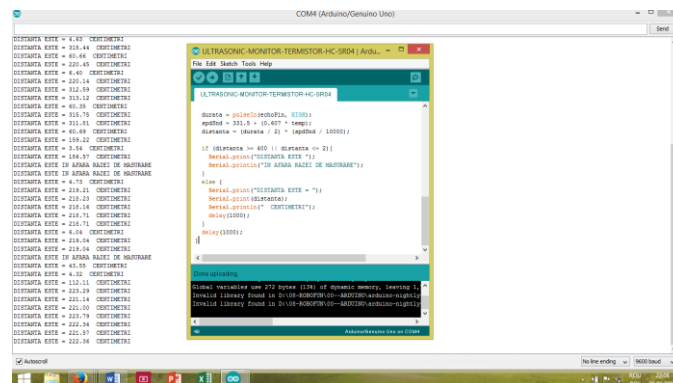 COM4 (Arduino/Genuino Uno)
Send
DISTANTA ESTE = 6.63 CENTIMETRI
DISTANTA ESTE = 315.44 CENTIMETRI
DISTANTA ESTE = 60.66 CENTIMETRI
DISTANTA ESTE = 220.45 CENTIMETRI
DISTANTA ESTE = 6.40 CENTIMETRI
DISTANTA ESTE = 220.14 CENTIMETRI
DISTANTA ESTE = 312.59 CENTIMETRI
DISTANTA ESTE = 313.12 CENTIMETRI
DISTANTA ESTE = 60.35 CENTIMETRI
DISTANTA ESTE = 315.75 CENTIMETRI
DISTANTA ESTE = 311.81 CENTIMETRI
DISTANTA ESTE = 60.69 CENTIMETRI
DISTANTA ESTE = 159.22 CENTIMETRI
DISTANTA ESTE = 3.54 CENTIMETRI
DISTANTA ESTE = 186.57 CENTIMETRI
DISTANTA ESTE IN AFARA RAZEI DE MASURARE
DISTANTA ESTE IN AFARA RAZEI DE MASURARE
DISTANTA ESTE = 6.73 CENTIMETRI
DISTANTA ESTE = 219.21 CENTIMETRI
DISTANTA ESTE = 218.23 CENTIMETRI
DISTANTA ESTE = 218.16 CENTIMETRI
DISTANTA ESTE = 218.71 CENTIMETRI
DISTANTA ESTE = 218.71 CENTIMETRI
DISTANTA ESTE = 6.04 CENTIMETRI
DISTANTA ESTE = 219.04 CENTIMETRI
DISTANTA ESTE = 219.04 CENTIMETRI
DISTANTA ESTE IN AFARA RAZEI DE MASURARE
DISTANTA ESTE = 43.55 CENTIMETRI
DISTANTA ESTE = 4.32 CENTIMETRI
DISTANTA ESTE = 112.11 CENTIMETRI
DISTANTA ESTE = 223.29 CENTIMETRI
DISTANTA ESTE = 221.14 CENTIMETRI
DISTANTA ESTE = 221.00 CENTIMETRI
DISTANTA ESTE = 223.79 CENTIMETRI
DISTANTA ESTE = 222.34 CENTIMETRI
DISTANTA ESTE = 221.57 CENTIMETRI
DISTANTA ESTE = 222.36 CENTIMETRI
ULTRASONIC-MONITOR-TERMISTOR-HC-SR04 | Ardu...
File Edit Sketch Tools Help
ULTRASONIC-MONITOR-TERMISTOR-HC-SR04
durata = pulseIn(echoPin, HIGH);
spdSnd = 331.5 + (0.607 * temp);
distanta = (durata / 2) * (spdSnd / 10000);
if (distanta >= 400 || distanta <= 2){
Serial.print("DISTANTA ESTE ");
Serial.println("IN AFARA RAZEI DE MASURARE");
}
else {
Serial.print("DISTANTA ESTE = ");
Serial.print(distanta);
Serial.println(" CENTIMETRI");
delay(1000);
}
delay(1000);
}
Done uploading
Global variables use 272 bytes (13%) of dynamic memory, leaving 1,
Invalid library found in D:\08-ROBOFUN\00--ARDUINO\arduino-nightly
Invalid library found in D:\08-ROBOFUN\00--ARDUINO\arduino-nightly
Arduino/Genuino Uno on COM4
Autoscroll
No line ending
9600 baud
ROU
22:08